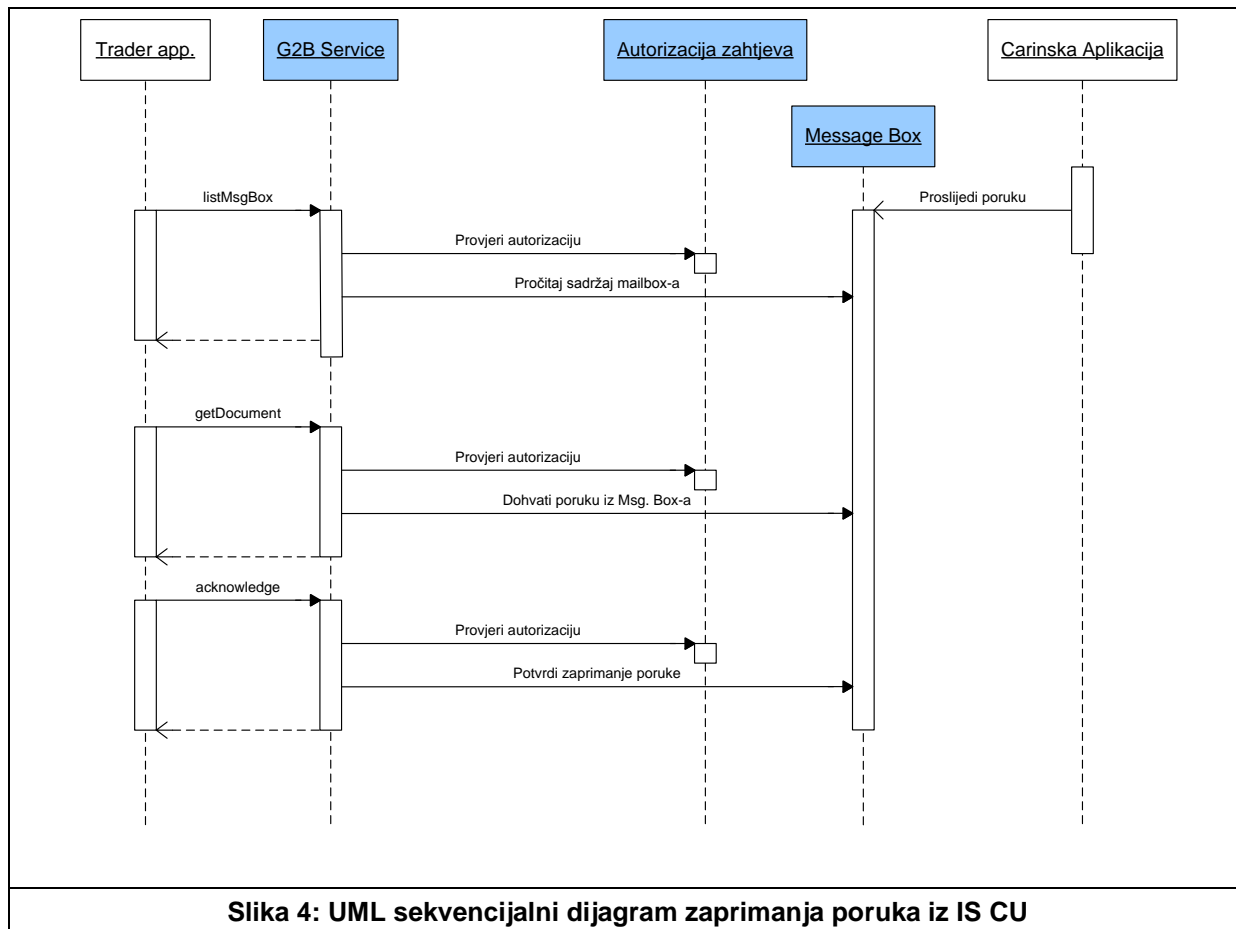 Trader app.
G2B Service
Autorizacija zahtjeva
Carinska Aplikacija
Message Box
listMsgBox
Proslijedi poruku
Provjeri autorizaciju
Pročitaj sadržaj mailbox-a
getDocument
Provjeri autorizaciju
Dohvati poruku iz Msg. Box-a
acknowledge
Provjeri autorizaciju
Potvrdi zaprimanje poruke
Slika 4: UML sekvencijalni dijagram zaprimanja poruka iz IS CU